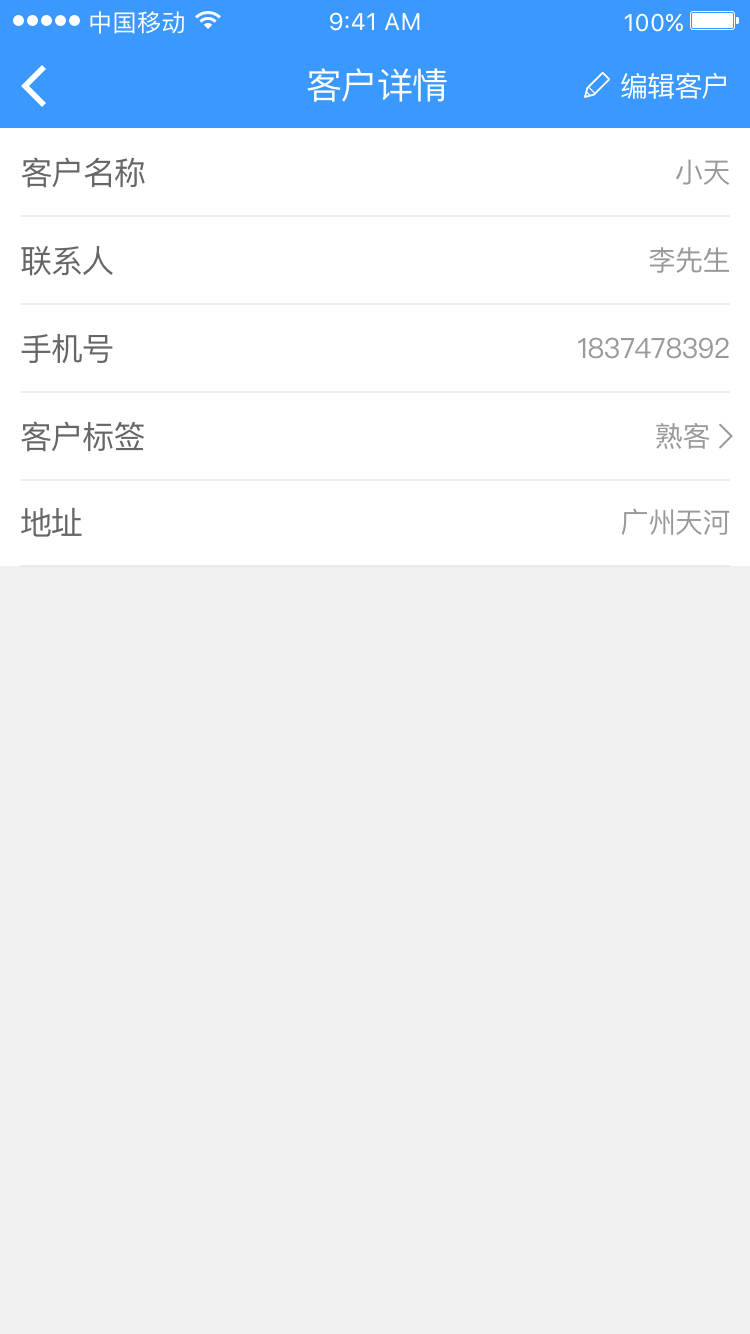 中国移动 9:41 AM 100%
客户详情 编辑客户
客户名称 小天
联系人 李先生
手机号 1837478392
客户标签 熟客
地址 广州天河